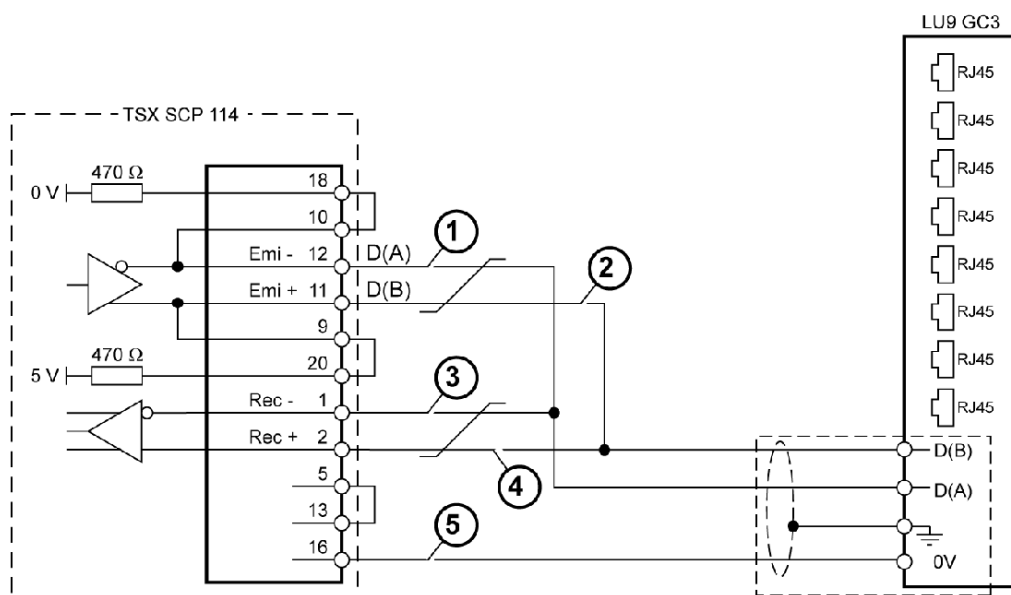 LU9 GC3
RJ45
RJ45
RJ45
RJ45
RJ45
RJ45
RJ45
RJ45
TSX SCP 114
470 Ω
0 V
18
10
Emi -
12
D(A)
1
2
Emi +
11
D(B)
9
470 Ω
5 V
20
3
Rec -
1
Rec +
2
D(B)
4
5
D(A)
13
5
16
0V